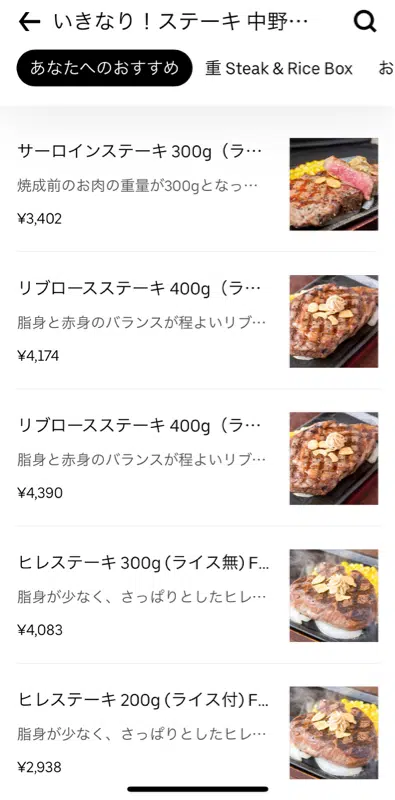 いきなり！ステーキ 中野…
あなたへのおすすめ
重 Steak & Rice Box
お
サーロインステーキ 300g（ラ…
焼成前のお肉の重量が300gとなっ…
¥3,402
リブロースステーキ 400g（ラ…
脂身と赤身のバランスが程よいリブ…
¥4,174
リブロースステーキ 400g（ラ…
脂身と赤身のバランスが程よいリブ…
¥4,390
ヒレステーキ 300g (ライス無) F...
脂身が少なく、さっぱりとしたヒレ…
¥4,083
ヒレステーキ 200g (ライス付) F...
脂身が少なく、さっぱりとしたヒレ…
¥2,938